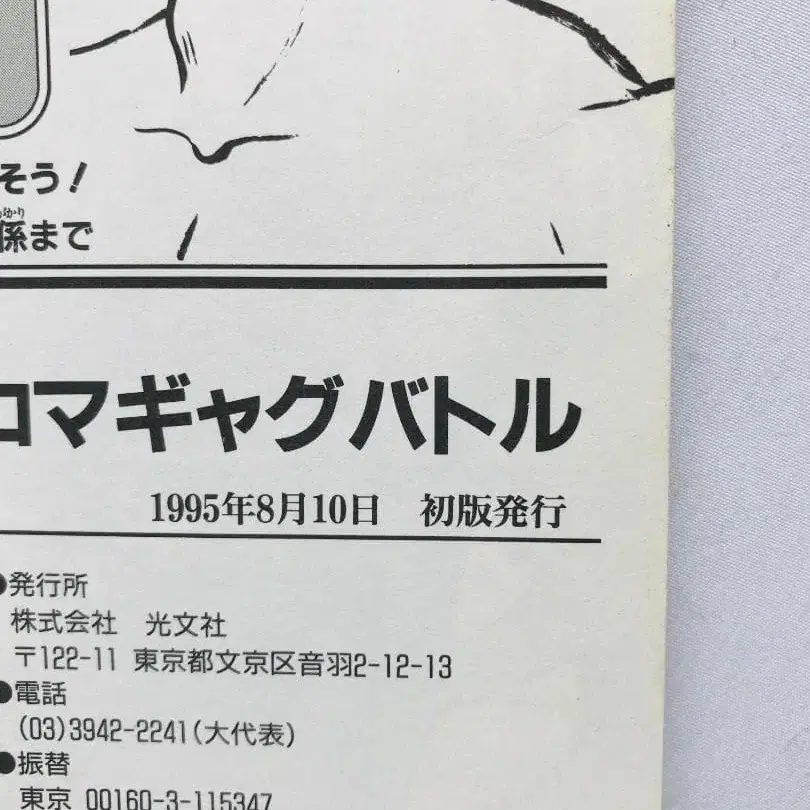 そう！
係まで
コマギャグバトル
1995年8月10日　初版発行
●発行所
株式会社　光文社
〒122-11 東京都文京区音羽2-12-13
●電話
(03)3942-2241(大代表)
●振替
東京 00160-3-115347